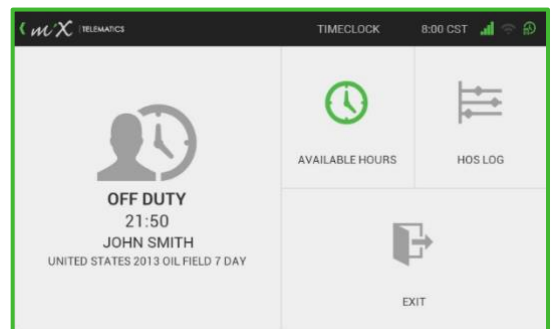 miX TELEMATICS
TIMECLOCK
8:00 CST
OFF DUTY
21:50
JOHN SMITH
UNITED STATES 2013 OIL FIELD 7 DAY
AVAILABLE HOURS
HOS LOG
EXIT